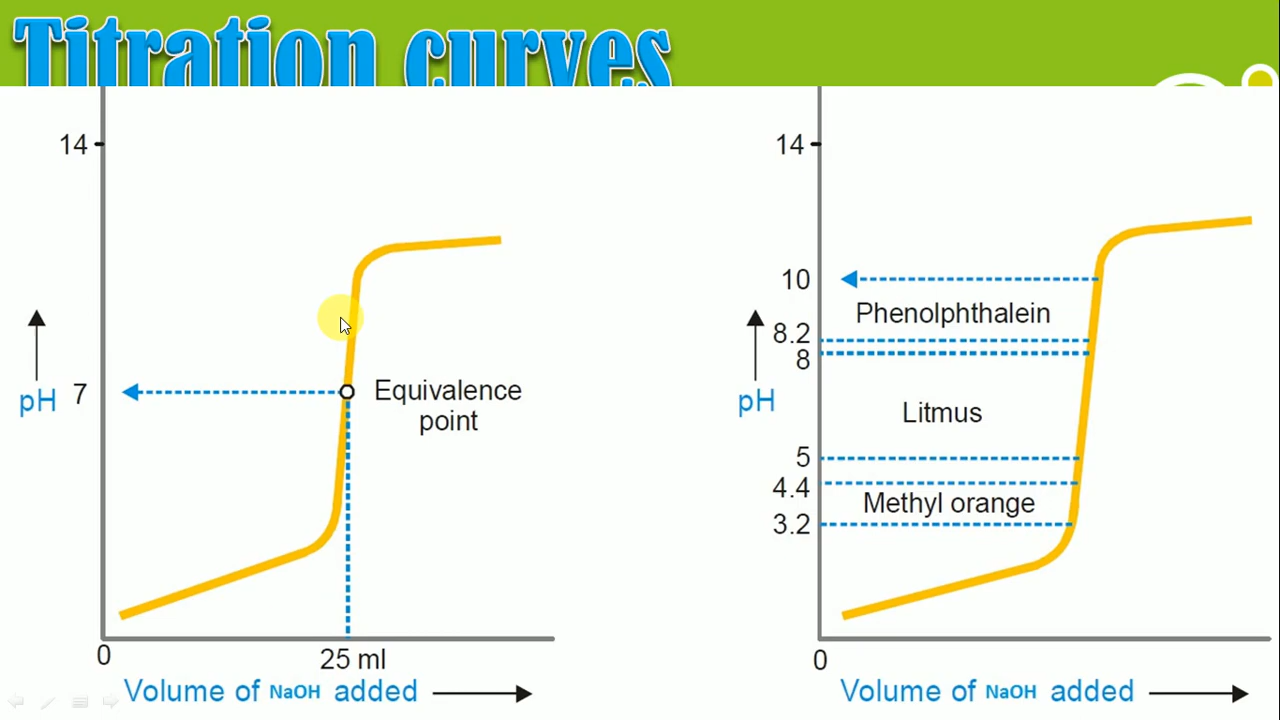 Titration curves
14
7
pH
Equivalence
point
0
25 ml
Volume of NaOH added
14
10
Phenolphthalein
8.2
8
pH
Litmus
5
4.4
Methyl orange
3.2
0
Volume of NaOH added